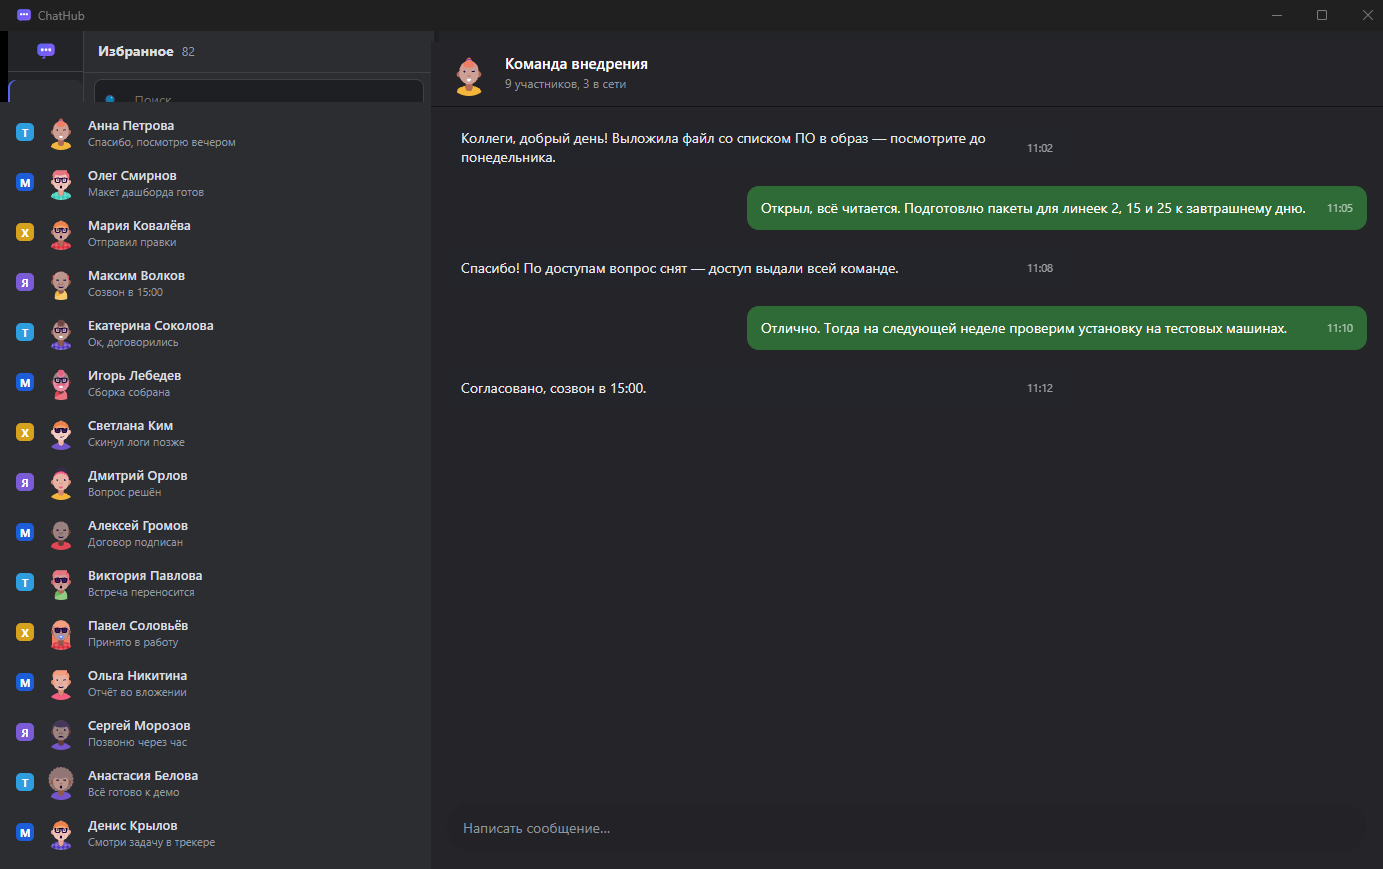 ChatHub
Избранное 82
Поиск
Т
Анна Петрова
Спасибо, посмотрю вечером
М
Олег Смирнов
Макет дашборда готов
Х
Мария Ковалёва
Отправил правки
Я
Максим Волков
Созвон в 15:00
Т
Екатерина Соколова
Ок, договорились
М
Игорь Лебедев
Сборка собрана
Х
Светлана Ким
Скинул логи позже
Я
Дмитрий Орлов
Вопрос решён
М
Алексей Громов
Договор подписан
Т
Виктория Павлова
Встреча переносится
Х
Павел Соловьёв
Принято в работу
М
Ольга Никитина
Отчёт во вложении
Я
Сергей Морозов
Позвоню через час
Т
Анастасия Белова
Всё готово к демо
М
Денис Крылов
Смотри задачу в трекере
Команда внедрения
9 участников, 3 в сети
Коллеги, добрый день! Выложила файл со списком ПО в образ — посмотрите до
понедельника.
11:02
Открыл, всё читается. Подготовлю пакеты для линеек 2, 15 и 25 к завтрашнему дню. 11:05
Спасибо! По доступам вопрос снят — доступ выдали всей команде. 11:08
Отлично. Тогда на следующей неделе проверим установку на тестовых машинах. 11:10
Согласовано, созвон в 15:00. 11:12
Написать сообщение...